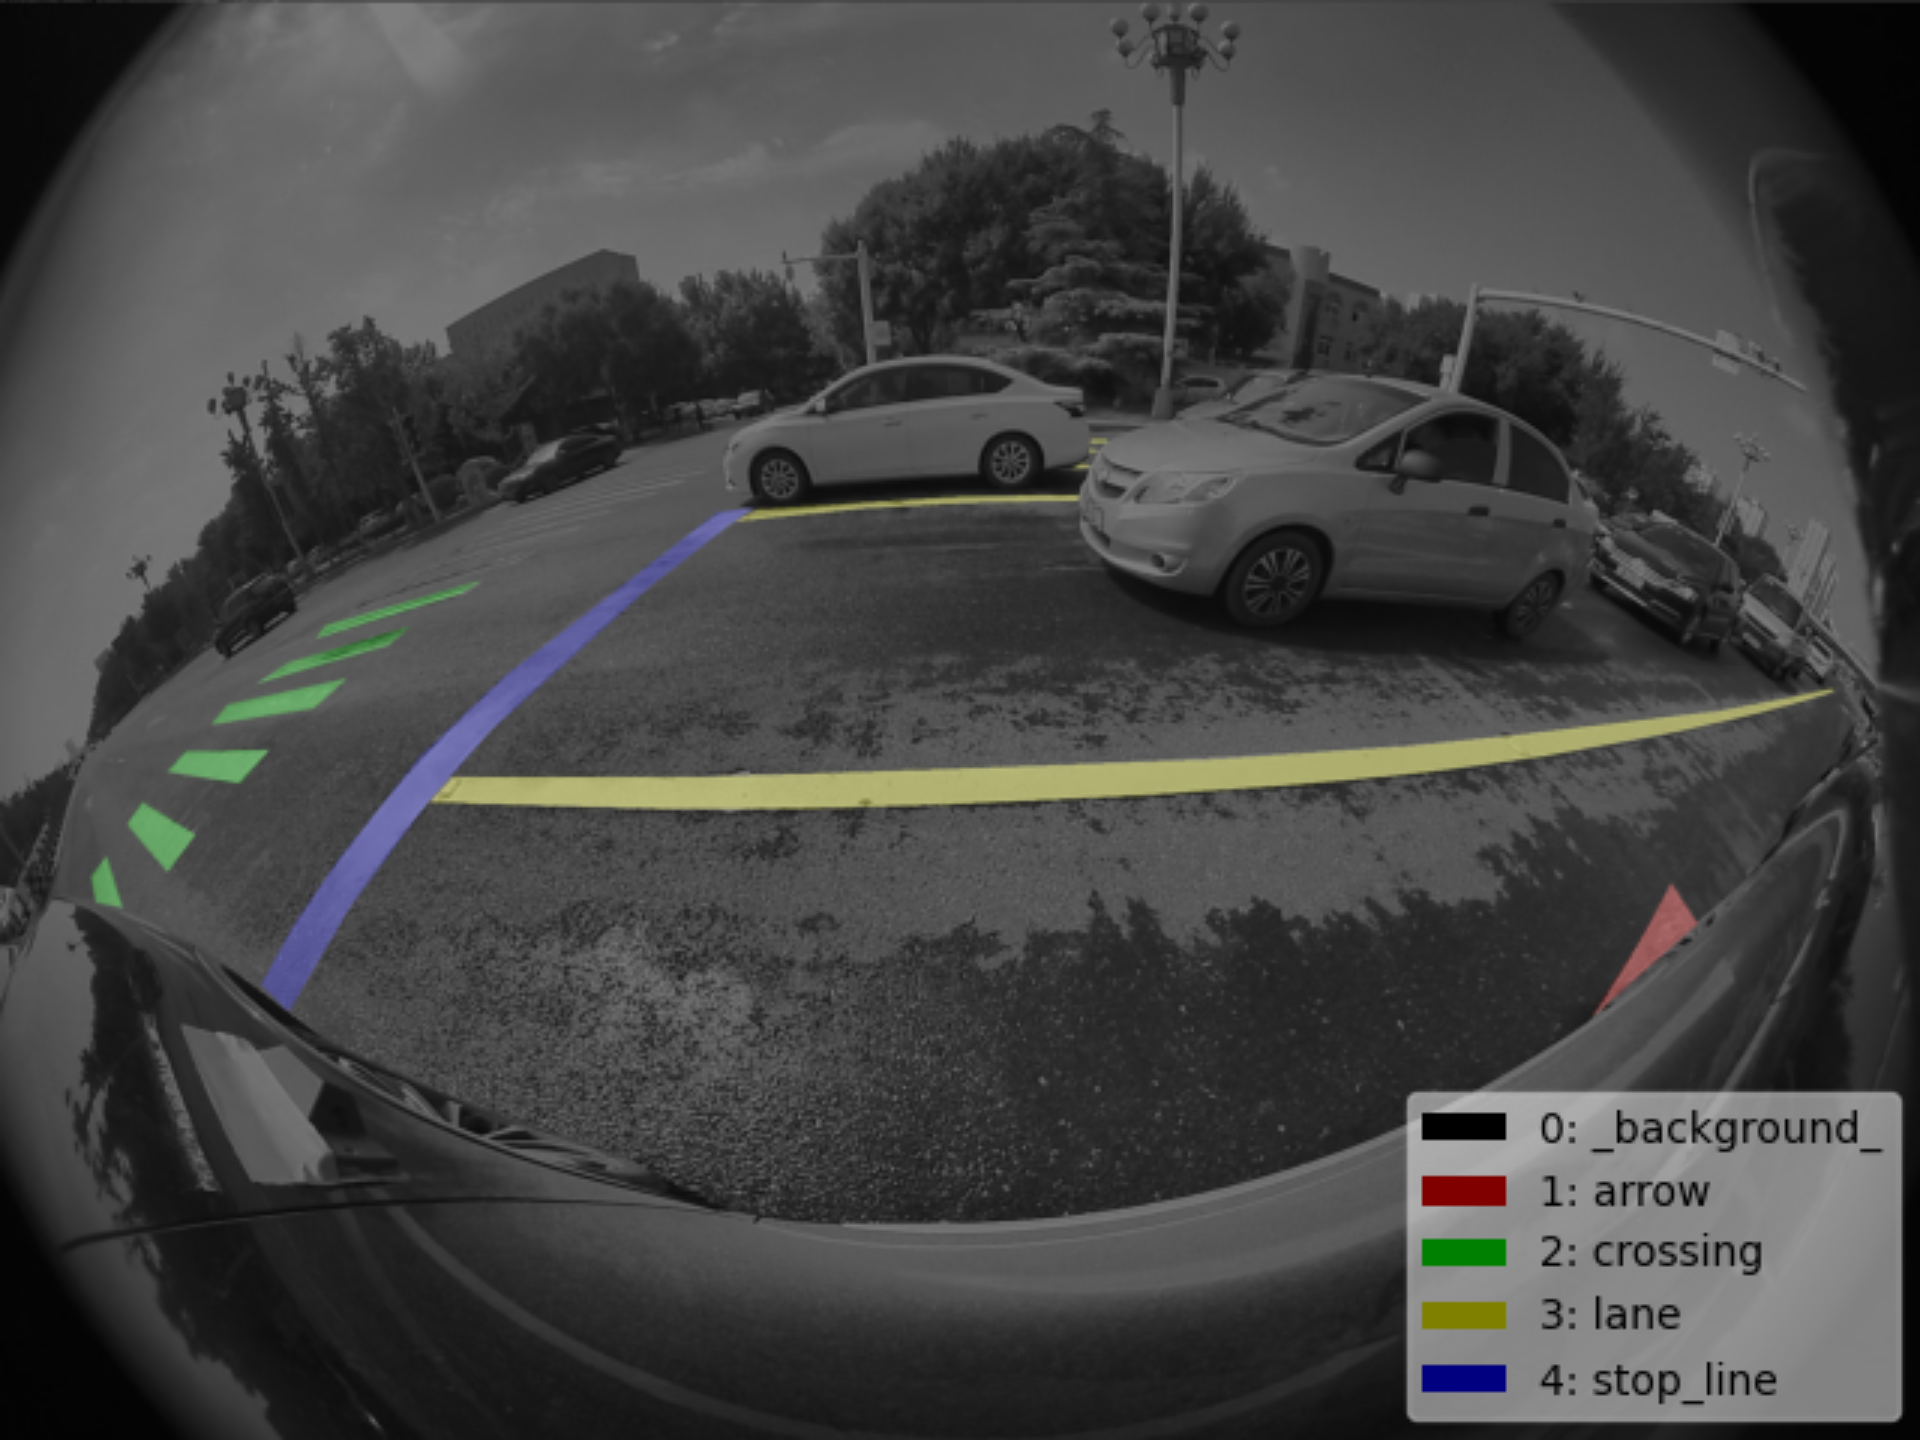 0: _background_
1: arrow
2: crossing
3: lane
4: stop_line